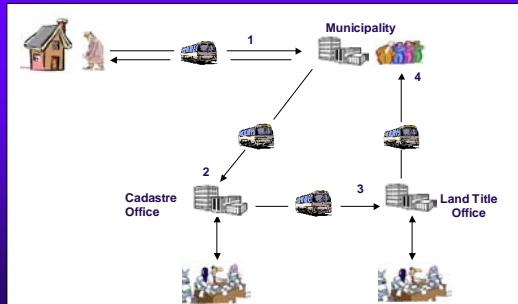 Municipality
1
4
2
3
Cadastre
Office
Land Title
Office